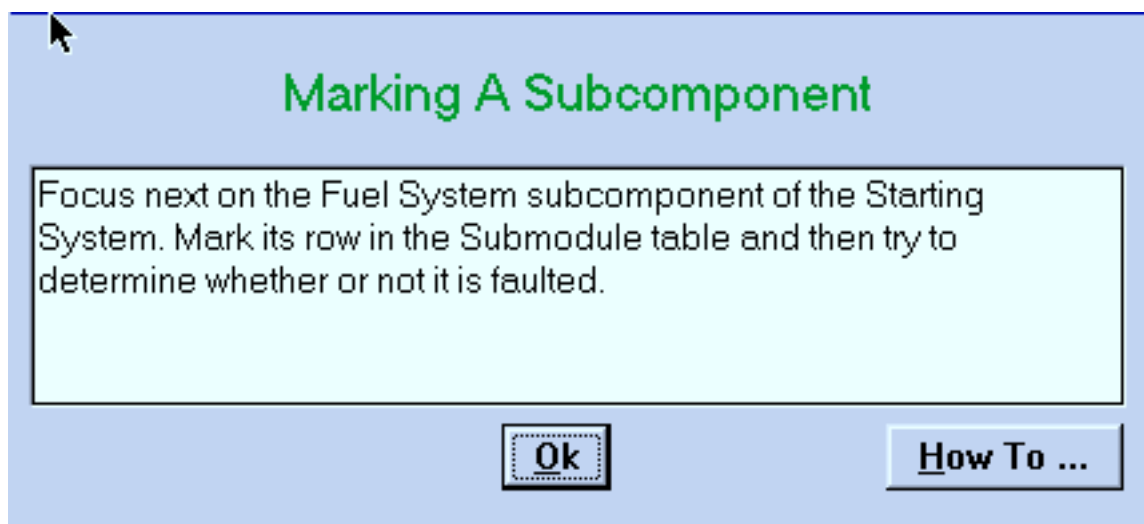 Marking A Subcomponent
Focus next on the Fuel System subcomponent of the Starting
System. Mark its row in the Submodule table and then try to
determine whether or not it is faulted.
Ok
How To ...